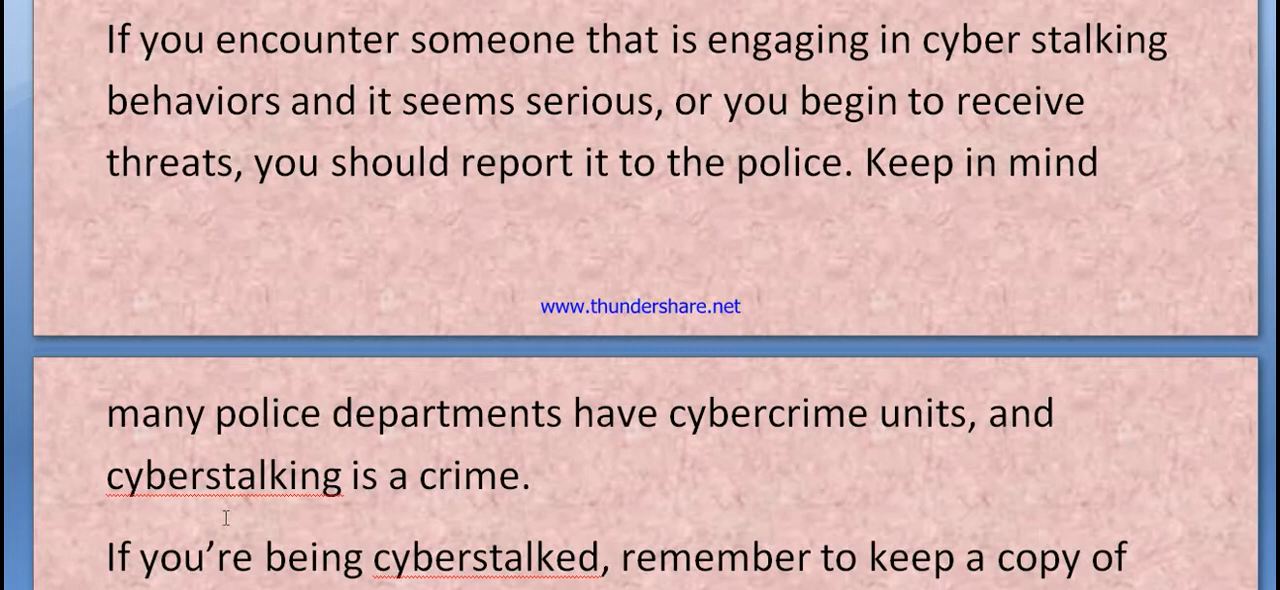 If you encounter someone that is engaging in cyber stalking
behaviors and it seems serious, or you begin to receive
threats, you should report it to the police. Keep in mind
www.thundershare.net
many police departments have cybercrime units, and
cyberstalking is a crime.
If you’re being cyberstalked, remember to keep a copy of